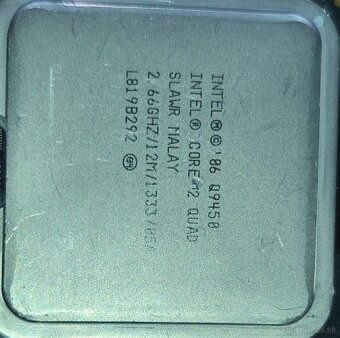 INTEL®©'06 Q9450
INTEL® CORE™2 QUAD
SLAWR MALAY
2.66GHZ/12M/1333/05A
L819B292